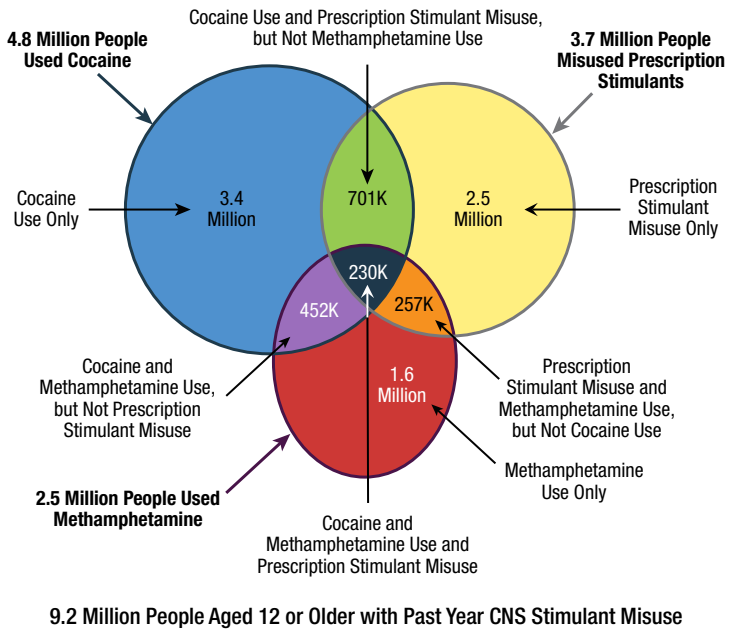 Cocaine Use and Prescription Stimulant Misuse,
but Not Methamphetamine Use
4.8 Million People
Used Cocaine
3.7 Million People
Misused Prescription
Stimulants
Cocaine
Use Only
3.4
Million
701K
2.5
Million
Prescription
Stimulant
Misuse Only
230K
452K
257K
1.6
Million
Cocaine and
Methamphetamine Use,
but Not Prescription
Stimulant Misuse
Prescription
Stimulant Misuse and
Methamphetamine Use,
but Not Cocaine Use
Methamphetamine
Use Only
2.5 Million People Used
Methamphetamine
Cocaine and
Methamphetamine Use and
Prescription Stimulant Misuse
9.2 Million People Aged 12 or Older with Past Year CNS Stimulant Misuse